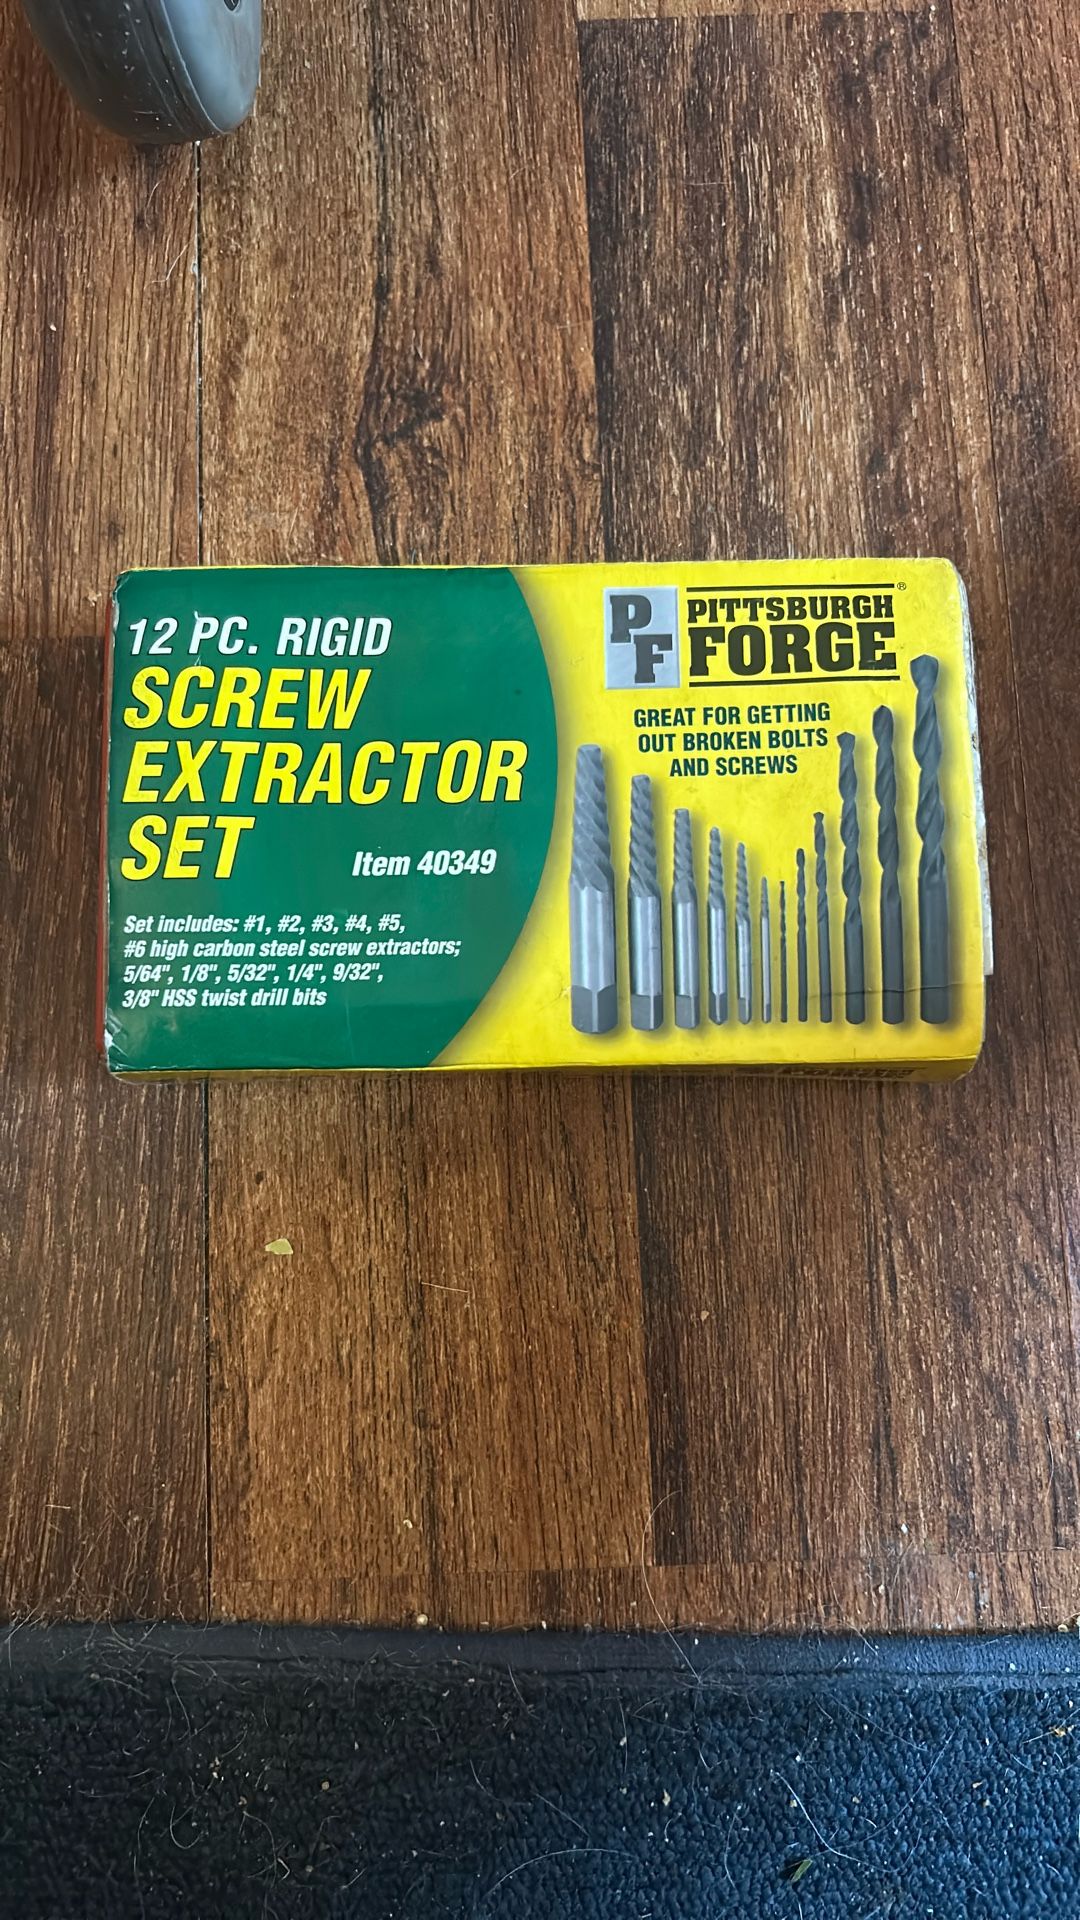 12 PC. RIGID
SCREW
EXTRACTOR
SET
Item 40349
Set includes: #1, #2, #3, #4, #5,
#6 high carbon steel screw extractors;
5/64", 1/8", 5/32", 1/4", 9/32",
3/8" HSS twist drill bits
PF
PITTSBURGH®
FORGE
GREAT FOR GETTING
OUT BROKEN BOLTS
AND SCREWS